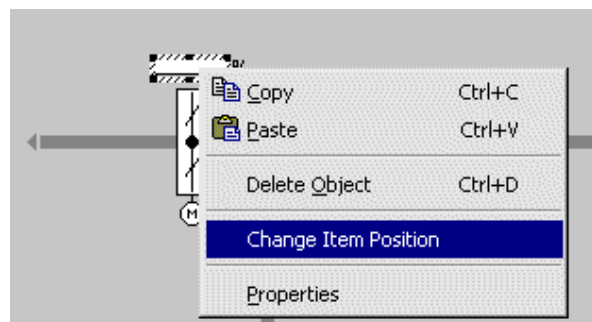 %
Copy Ctrl+C
Paste Ctrl+V
Delete Object Ctrl+D
Change Item Position
Properties
M